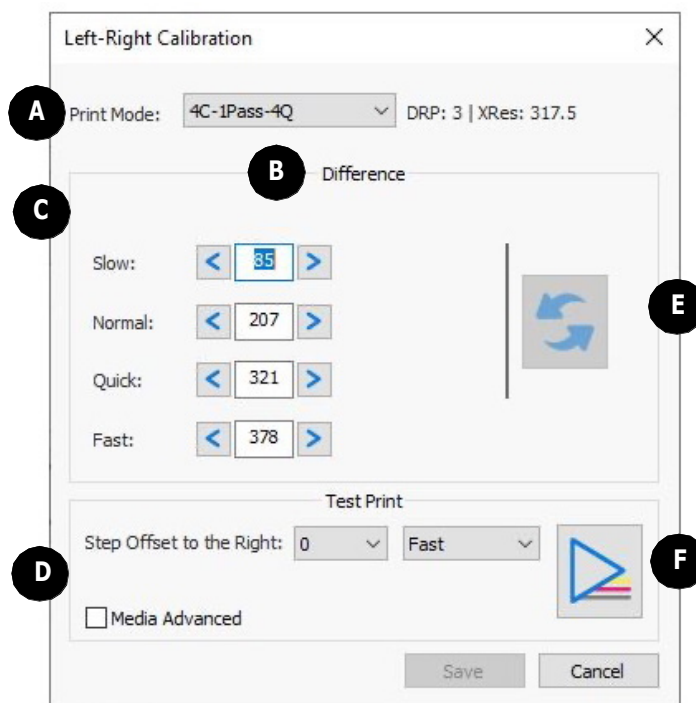 Left-Right Calibration
A
Print Mode: 4C-1Pass-4Q DRP: 3 | XRes: 317.5
B
Difference
C
Slow: < 85 >
E
Normal: < 207 >
Quick: < 321 >
Fast: < 378 >
Test Print
Step Offset to the Right: 0 Fast
F
D
Media Advanced
Save Cancel